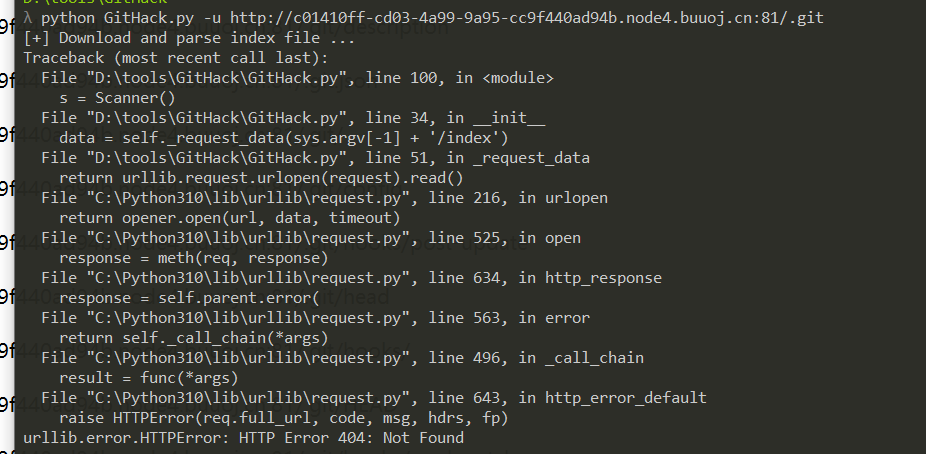 D:\tools\GitHack
λ python GitHack.py -u http://c01410ff-cd03-4a99-9a95-cc9f440ad94b.node4.buuoj.cn:81/.git
[+] Download and parse index file ...
Traceback (most recent call last):
  File "D:\tools\GitHack\GitHack.py", line 100, in <module>
    s = Scanner()
  File "D:\tools\GitHack\GitHack.py", line 34, in __init__
    data = self._request_data(sys.argv[-1] + '/index')
  File "D:\tools\GitHack\GitHack.py", line 51, in _request_data
    return urllib.request.urlopen(request).read()
  File "C:\Python310\lib\urllib\request.py", line 216, in urlopen
    return opener.open(url, data, timeout)
  File "C:\Python310\lib\urllib\request.py", line 525, in open
    response = meth(req, response)
  File "C:\Python310\lib\urllib\request.py", line 634, in http_response
    response = self.parent.error(
  File "C:\Python310\lib\urllib\request.py", line 563, in error
    return self._call_chain(*args)
  File "C:\Python310\lib\urllib\request.py", line 496, in _call_chain
    result = func(*args)
  File "C:\Python310\lib\urllib\request.py", line 643, in http_error_default
    raise HTTPError(req.full_url, code, msg, hdrs, fp)
urllib.error.HTTPError: HTTP Error 404: Not Found